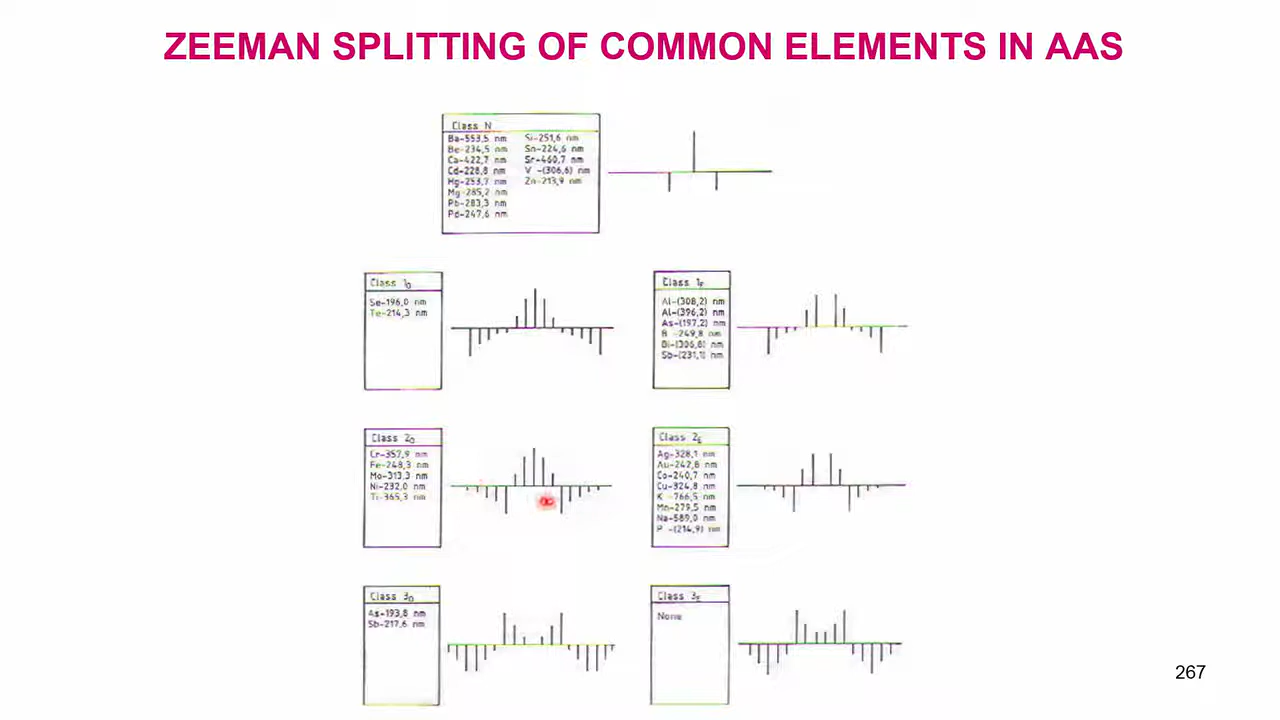 ZEEMAN SPLITTING OF COMMON ELEMENTS IN AAS
Class N
Ba-553,5 nm Si-251,6 nm
Be-234,5 nm Sn-224,6 nm
Ca-422,7 nm Sr-460,7 nm
Cd-228,8 nm V -(306,6) nm
Hg-253,7 nm Zn-213,9 nm
Mg-285,2 nm
Pb-283,3 nm
Pd-247,6 nm
Class 1O
Se-196,0 nm
Te-214,3 nm
Class 1E
Al-(308,2) nm
Al-(396,2) nm
As-(197,2) nm
B -249,8 nm
Bi-(306,8) nm
Sb-(231,1) nm
Class 2O
Cr-357,9 nm
Fe-248,3 nm
Mo-313,3 nm
Ni-232,0 nm
Ti-365,3 nm
Class 2E
Ag-328,1 nm
Au-242,8 nm
Co-240,7 nm
Cu-324,8 nm
K -766,5 nm
Mn-279,5 nm
Na-589,0 nm
P -(214,9) nm
Class 3O
As-193,8 nm
Sb-217,6 nm
Class 3E
None
267